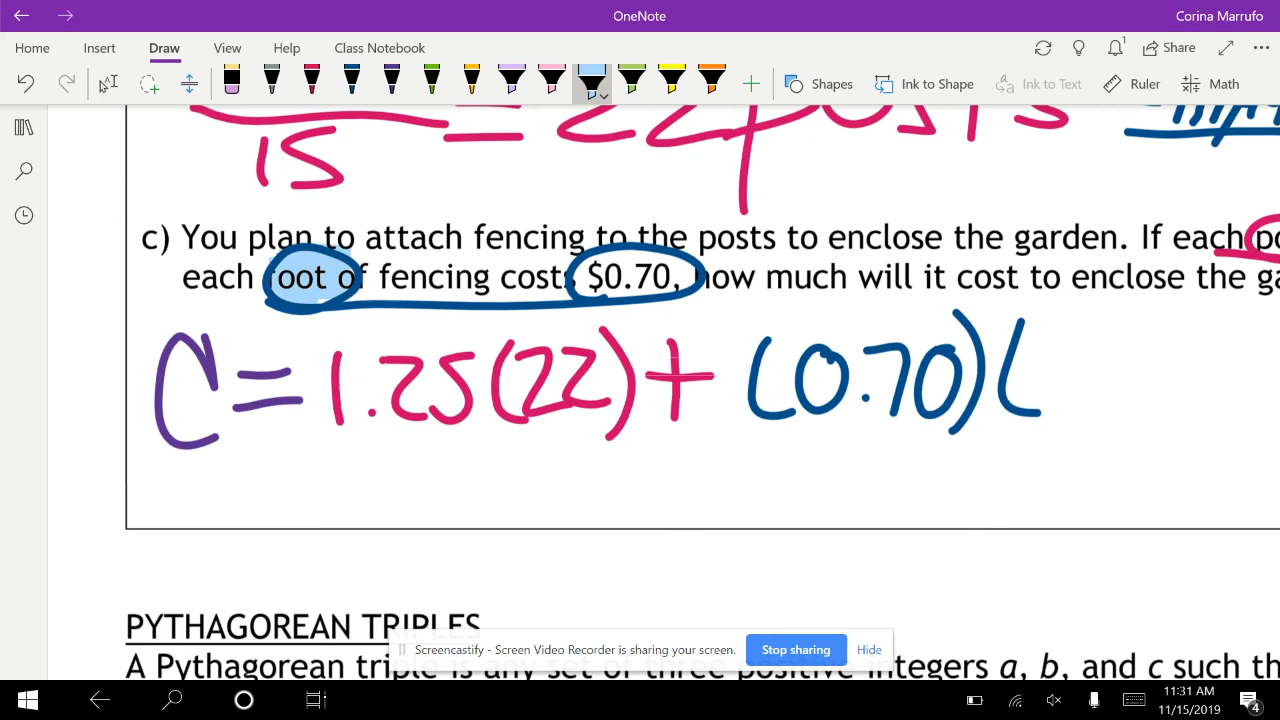 OneNote
Corina Marrufo
Home Insert Draw View Help Class Notebook
Share
Shapes Ink to Shape Ink to Text Ruler Math
15 = 22 posts
c) You plan to attach fencing to the posts to enclose the garden. If each
each foot of fencing costs $0.70, how much will it cost to enclose the
C = 1.25(22) + (0.70)(
PYTHAGOREAN TRIPLES
Screencastify - Screen Video Recorder is sharing your screen. Stop sharing Hide
A Pythagorean triple is any set of three positive integers a, b, and c such
11:31 AM
11/15/2019
4